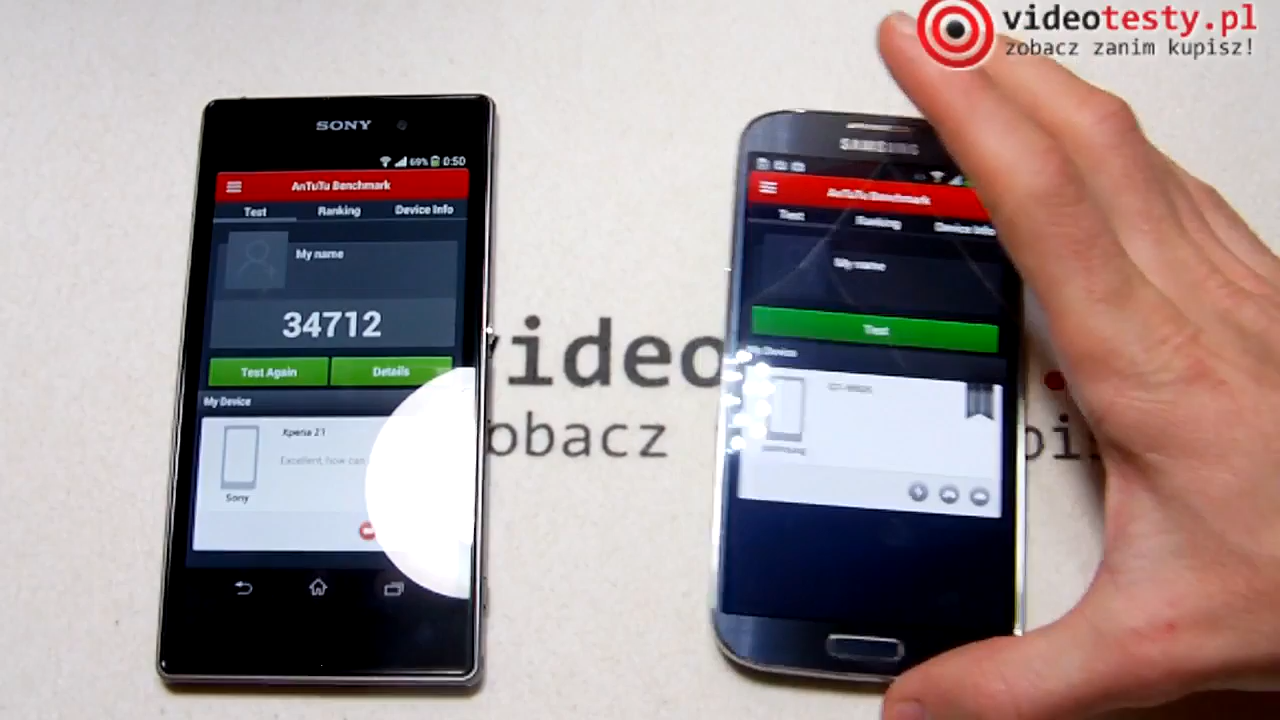 videotesty.pl
zobacz zanim kupisz!
SONY
69% 0:50
AnTuTu Benchmark
Test Ranking Device Info
My name
34712
Test Again Details
My Device
Xperia Z1
Excellent, how can
Sony
SAMSUNG
AnTuTu Benchmark
Test Ranking Device Info
My name
Test
My Device
video
obacz